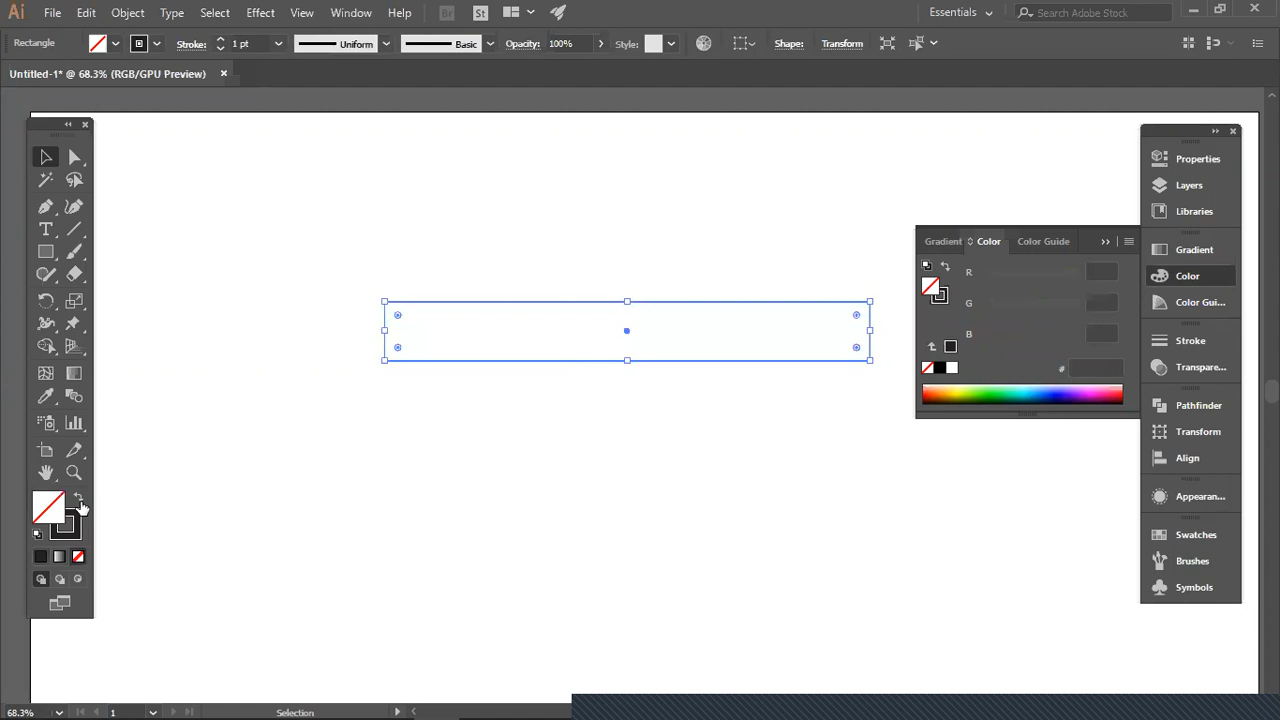 Ai File Edit Object Type Select Effect View Window Help Br St Essentials Search Adobe Stock
Rectangle Stroke: 1 pt Uniform Basic Opacity: 100% Style: Shape: Transform
Untitled-1* @ 68.3% (RGB/GPU Preview)
Properties
Layers
Libraries
Gradient
Color
Color Gui...
Stroke
Transpare...
Pathfinder
Transform
Align
Appearan...
Swatches
Brushes
Symbols
Gradient Color Color Guide
R
G
B
#
T
68.3% 1 Selection